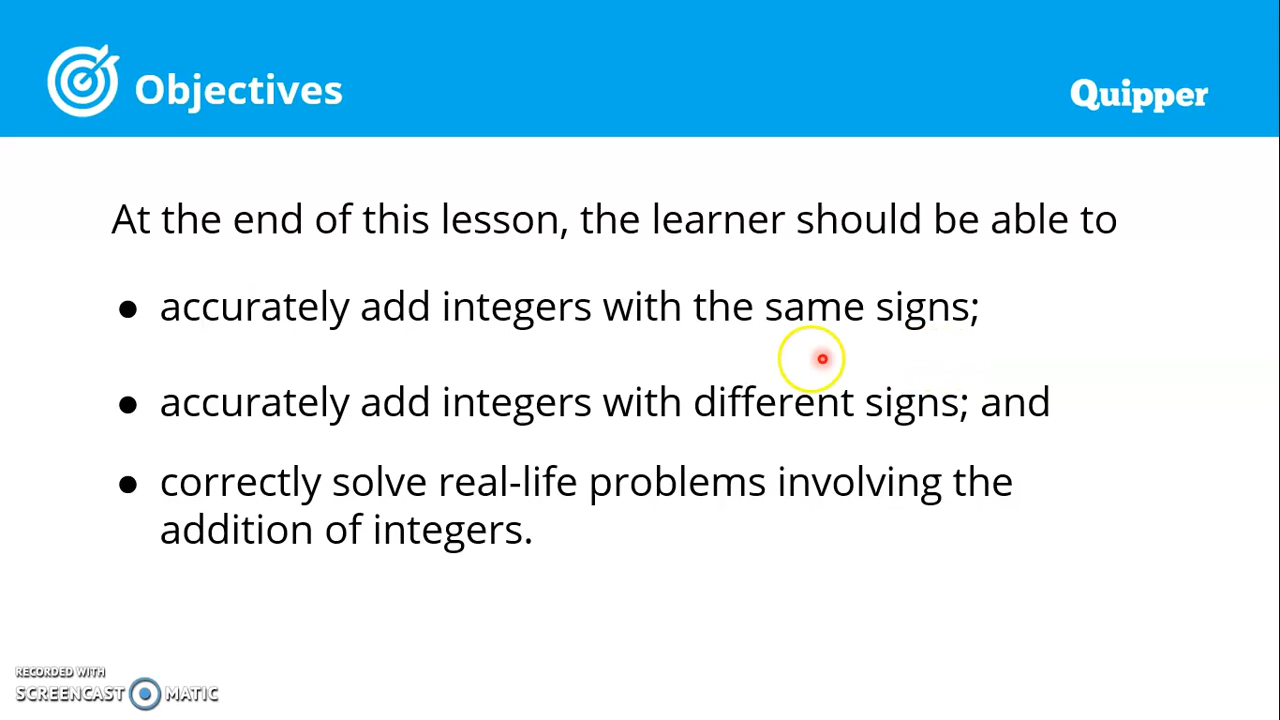 Objectives
Quipper
At the end of this lesson, the learner should be able to
● accurately add integers with the same signs;
● accurately add integers with different signs; and
● correctly solve real-life problems involving the
addition of integers.
RECORDED WITH
SCREENCAST MATIC